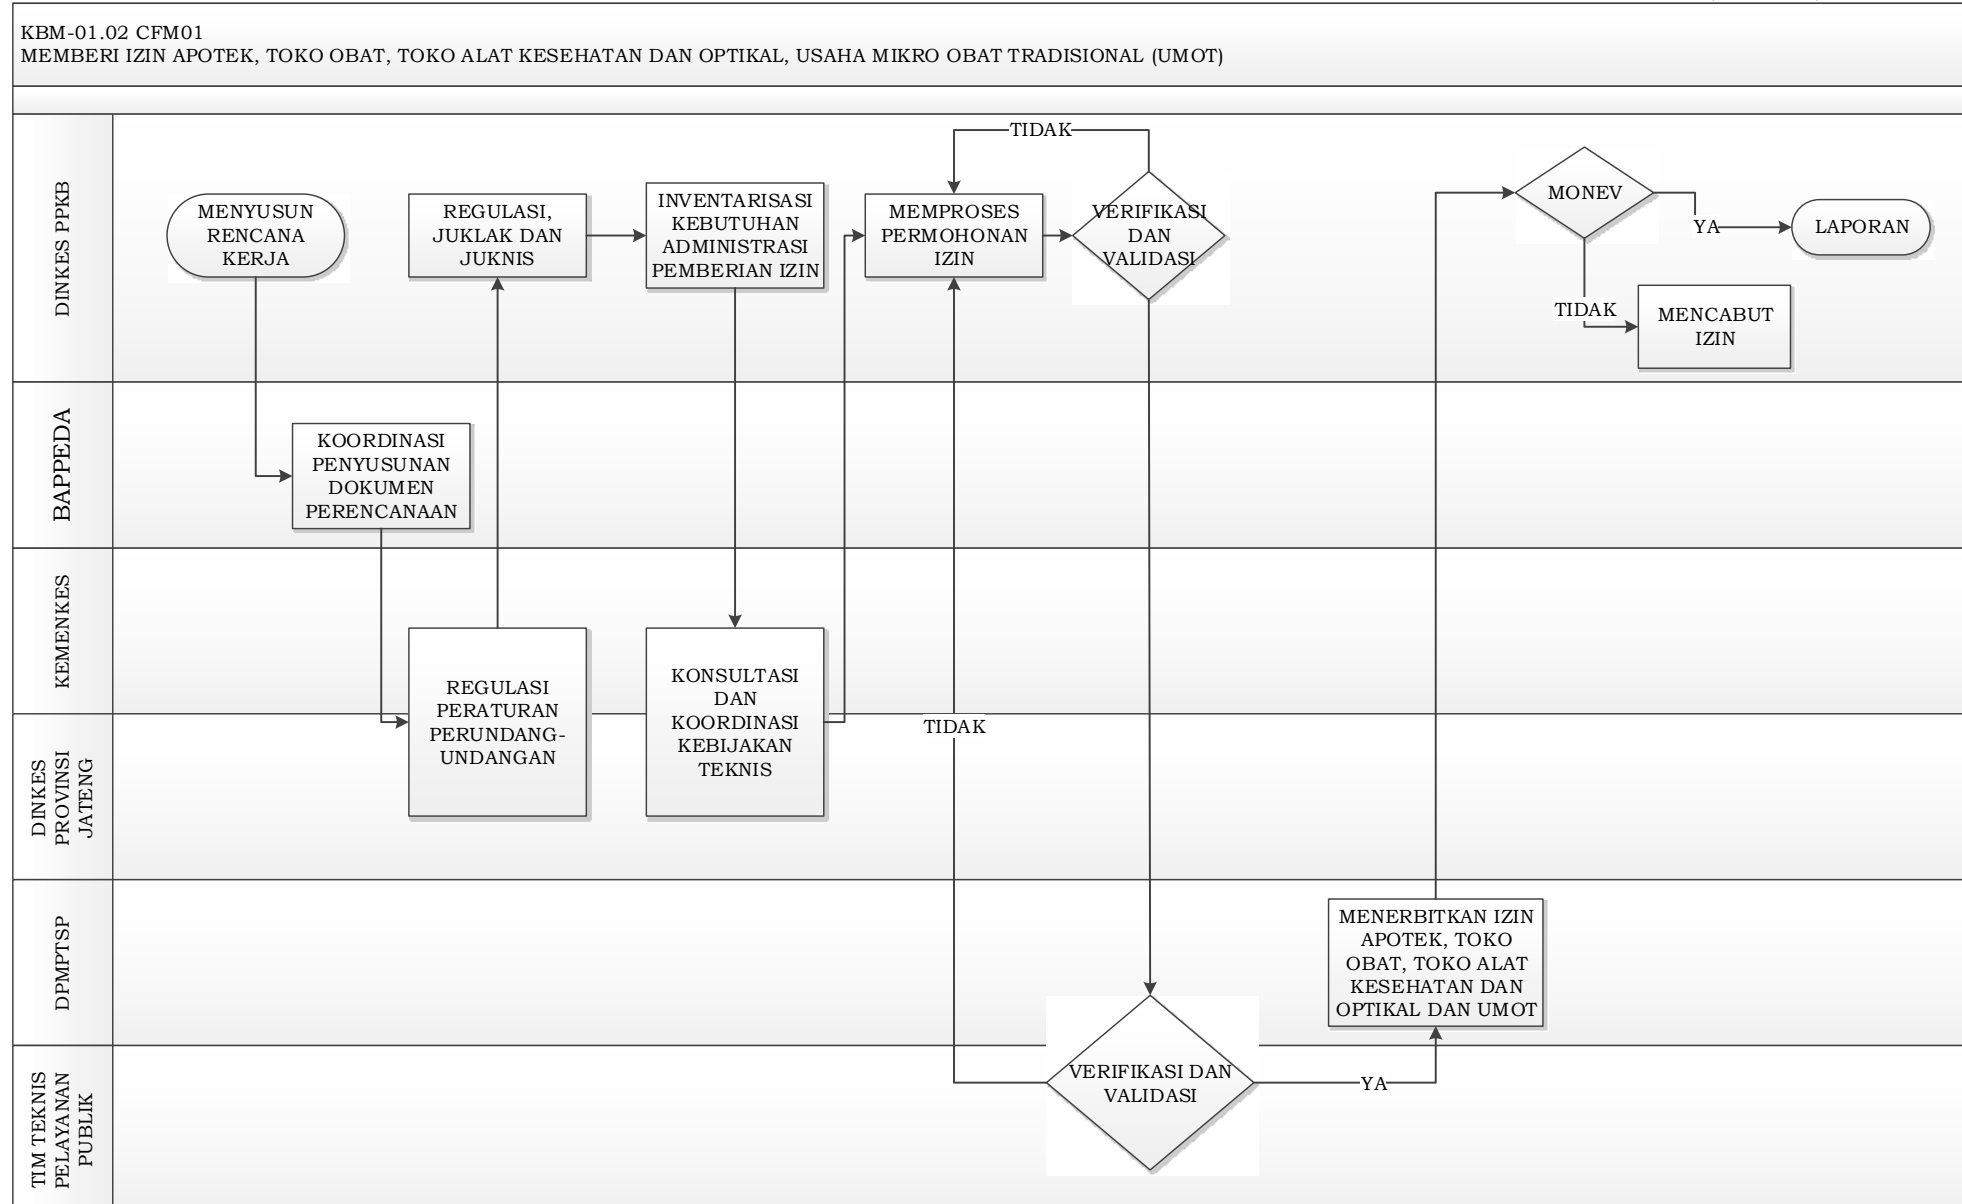 KBM-01.02 CFM01
MEMBERI IZIN APOTEK, TOKO OBAT, TOKO ALAT KESEHATAN DAN OPTIKAL, USAHA MIKRO OBAT TRADISIONAL (UMOT)
DINKES PPKB
MENYUSUN
RENCANA
KERJA
REGULASI,
JUKLAK DAN
JUKNIS
INVENTARISASI
KEBUTUHAN
ADMINISTRASI
PEMBERIAN IZIN
MEMPROSES
PERMOHONAN
IZIN
TIDAK
VERIFIKASI
DAN
VALIDASI
MONEV
YA
LAPORAN
TIDAK
MENCABUT
IZIN
BAPPEDA
KOORDINASI
PENYUSUNAN
DOKUMEN
PERENCANAAN
KEMENKES
REGULASI
PERATURAN
PERUNDANG-
UNDANGAN
KONSULTASI
DAN
KOORDINASI
KEBIJAKAN
TEKNIS
TIDAK
DINKES
PROVINSI
JATENG
DPMPTSP
MENERBITKAN IZIN
APOTEK, TOKO
OBAT, TOKO ALAT
KESEHATAN DAN
OPTIKAL DAN UMOT
TIM TEKNIS
PELAYANAN
PUBLIK
VERIFIKASI DAN
VALIDASI
YA